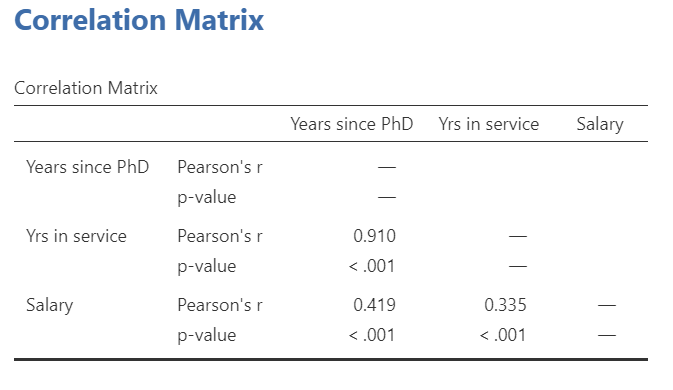 Correlation Matrix
Correlation Matrix
Years since PhD Yrs in service Salary
Years since PhD Pearson's r —
p-value —
Yrs in service Pearson's r 0.910 —
p-value < .001 —
Salary Pearson's r 0.419 0.335 —
p-value < .001 < .001 —